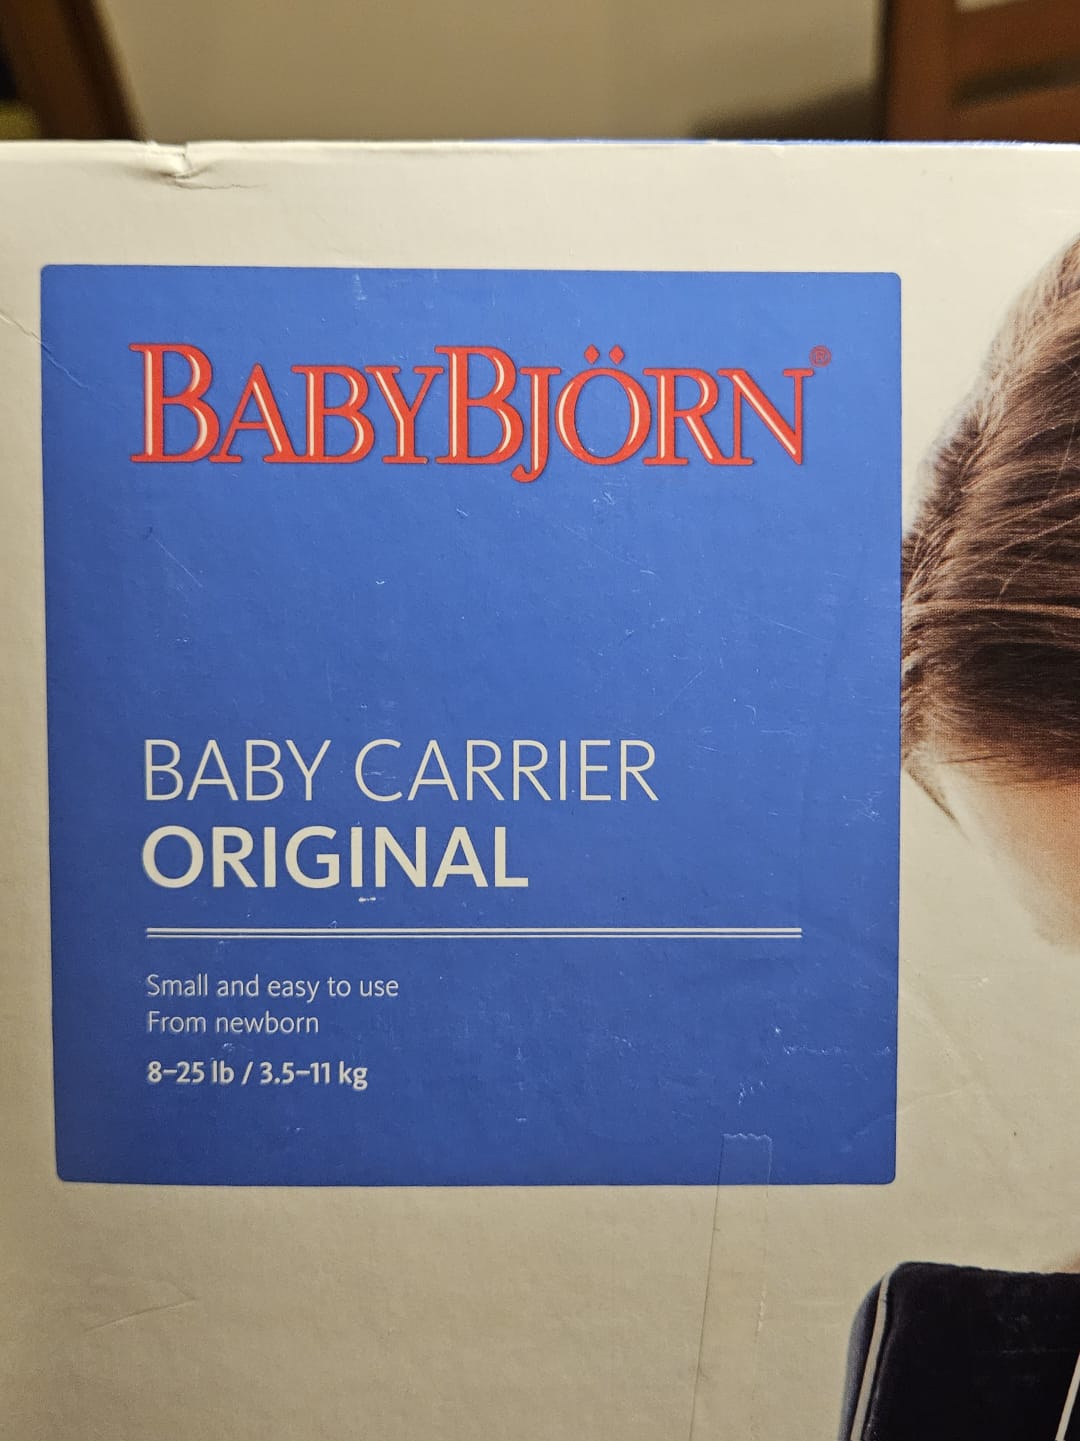 BABYBJÖRN®
BABY CARRIER
ORIGINAL
Small and easy to use
From newborn
8–25 lb / 3.5–11 kg